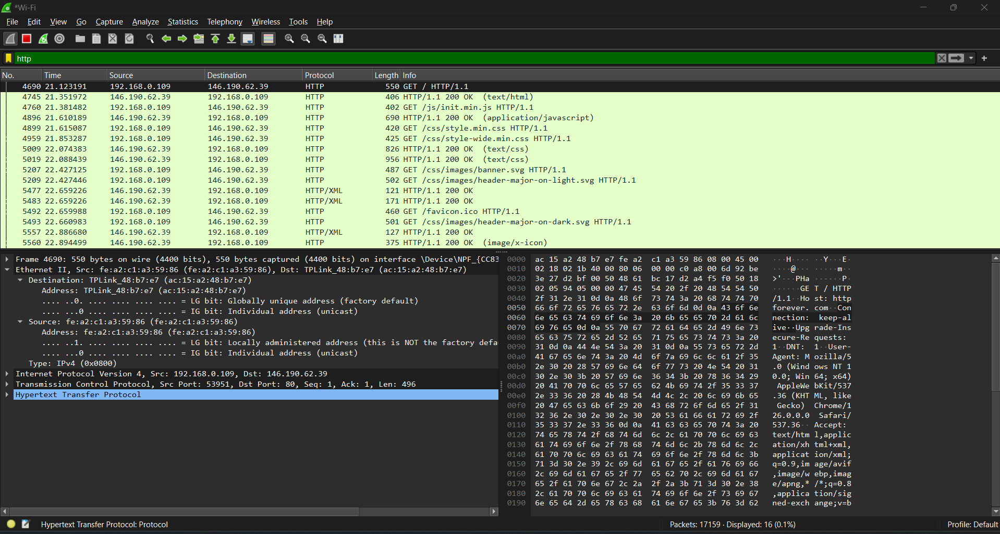 *Wi-Fi
File Edit View Go Capture Analyze Statistics Telephony Wireless Tools Help
http
No. Time Source Destination Protocol Length Info
4690 21.123191 192.168.0.109 146.190.62.39 HTTP 550 GET / HTTP/1.1
4745 21.351972 146.190.62.39 192.168.0.109 HTTP 406 HTTP/1.1 200 OK (text/html)
4760 21.381482 192.168.0.109 146.190.62.39 HTTP 402 GET /js/init.min.js HTTP/1.1
4896 21.610189 146.190.62.39 192.168.0.109 HTTP 690 HTTP/1.1 200 OK (application/javascript)
4899 21.615087 192.168.0.109 146.190.62.39 HTTP 420 GET /css/style.min.css HTTP/1.1
4959 21.853287 192.168.0.109 146.190.62.39 HTTP 425 GET /css/style-wide.min.css HTTP/1.1
5009 22.074383 146.190.62.39 192.168.0.109 HTTP 826 HTTP/1.1 200 OK (text/css)
5019 22.088439 146.190.62.39 192.168.0.109 HTTP 956 HTTP/1.1 200 OK (text/css)
5207 22.427125 192.168.0.109 146.190.62.39 HTTP 487 GET /css/images/banner.svg HTTP/1.1
5209 22.427446 192.168.0.109 146.190.62.39 HTTP 502 GET /css/images/header-major-on-light.svg HTTP/1.1
5477 22.659226 146.190.62.39 192.168.0.109 HTTP/XML 121 HTTP/1.1 200 OK
5483 22.659226 146.190.62.39 192.168.0.109 HTTP/XML 171 HTTP/1.1 200 OK
5492 22.659988 192.168.0.109 146.190.62.39 HTTP 460 GET /favicon.ico HTTP/1.1
5493 22.660983 192.168.0.109 146.190.62.39 HTTP 501 GET /css/images/header-major-on-dark.svg HTTP/1.1
5557 22.886680 146.190.62.39 192.168.0.109 HTTP/XML 127 HTTP/1.1 200 OK
5560 22.894499 146.190.62.39 192.168.0.109 HTTP 375 HTTP/1.1 200 OK (image/x-icon)
Frame 4690: 550 bytes on wire (4400 bits), 550 bytes captured (4400 bits) on interface \Device\NPF_{CC83
Ethernet II, Src: fe:a2:c1:a3:59:86 (fe:a2:c1:a3:59:86), Dst: TPLink_48:b7:e7 (ac:15:a2:48:b7:e7)
Destination: TPLink_48:b7:e7 (ac:15:a2:48:b7:e7)
Address: TPLink_48:b7:e7 (ac:15:a2:48:b7:e7)
.... ..0. .... .... .... .... = LG bit: Globally unique address (factory default)
.... ...0 .... .... .... .... = IG bit: Individual address (unicast)
Source: fe:a2:c1:a3:59:86 (fe:a2:c1:a3:59:86)
Address: fe:a2:c1:a3:59:86 (fe:a2:c1:a3:59:86)
.... ..1. .... .... .... .... = LG bit: Locally administered address (this is NOT the factory defa
.... ...0 .... .... .... .... = IG bit: Individual address (unicast)
Type: IPv4 (0x0800)
Internet Protocol Version 4, Src: 192.168.0.109, Dst: 146.190.62.39
Transmission Control Protocol, Src Port: 53951, Dst Port: 80, Seq: 1, Ack: 1, Len: 496
Hypertext Transfer Protocol
0000 ac 15 a2 48 b7 e7 fe a2 c1 a3 59 86 08 00 45 00 ···H···· ··Y···E·
0010 02 18 02 1b 40 00 80 06 00 00 c0 a8 00 6d 92 be ····@··· ·····m··
0020 3e 27 d2 bf 00 50 48 61 bc 17 d2 a4 f5 f0 50 18 >'···PHa ······P·
0030 02 05 94 05 00 00 47 45 54 20 2f 20 48 54 54 50 ······GE T / HTTP
0040 2f 31 2e 31 0d 0a 48 6f 73 74 3a 20 68 74 74 70 /1.1··Ho st: http
0050 66 6f 72 65 76 65 72 2e 63 6f 6d 0d 0a 43 6f 6e forever. com··Con
0060 6e 65 63 74 69 6f 6e 3a 20 6b 65 65 70 2d 61 6c nection: keep-al
0070 69 76 65 0d 0a 55 70 67 72 61 64 65 2d 49 6e 73 ive··Upg rade-Ins
0080 65 63 75 72 65 2d 52 65 71 75 65 73 74 73 3a 20 ecure-Re quests:
0090 31 0d 0a 44 4e 54 3a 20 31 0d 0a 55 73 65 72 2d 1··DNT: 1··User-
00a0 41 67 65 6e 74 3a 20 4d 6f 7a 69 6c 6c 61 2f 35 Agent: M ozilla/5
00b0 2e 30 20 28 57 69 6e 64 6f 77 73 20 4e 54 20 31 .0 (Wind ows NT 1
00c0 30 2e 30 3b 20 57 69 6e 36 34 3b 20 78 36 34 29 0.0; Win 64; x64)
00d0 20 41 70 70 6c 65 57 65 62 4b 69 74 2f 35 33 37 AppleWe bKit/537
00e0 2e 33 36 20 28 4b 48 54 4d 4c 2c 20 6c 69 6b 65 .36 (KHT ML, like
00f0 20 47 65 63 6b 6f 29 20 43 68 72 6f 6d 65 2f 31 Gecko) Chrome/1
0100 32 36 2e 30 2e 30 2e 30 20 53 61 66 61 72 69 2f 26.0.0.0 Safari/
0110 35 33 37 2e 33 36 0d 0a 41 63 63 65 70 74 3a 20 537.36·· Accept:
0120 74 65 78 74 2f 68 74 6d 6c 2c 61 70 70 6c 69 63 text/htm l,applic
0130 61 74 69 6f 6e 2f 78 68 74 6d 6c 2b 78 6d 6c 2c ation/xh tml+xml,
0140 61 70 70 6c 69 63 61 74 69 6f 6e 2f 78 6d 6c 3b applicat ion/xml;
0150 71 3d 30 2e 39 2c 69 6d 61 67 65 2f 61 76 69 66 q=0.9,im age/avif
0160 2c 69 6d 61 67 65 2f 77 65 62 70 2c 69 6d 61 67 ,image/w ebp,imag
0170 65 2f 61 70 6e 67 2c 2a 2f 2a 3b 71 3d 30 2e 38 e/apng,* /*;q=0.8
0180 2c 61 70 70 6c 69 63 61 74 69 6f 6e 2f 73 69 67 ,applica tion/sig
0190 6e 65 64 2d 65 78 63 68 61 6e 67 65 3b 76 3d 62 ned-exch ange;v=b
Hypertext Transfer Protocol: Protocol
Packets: 17159 · Displayed: 16 (0.1%)
Profile: Default